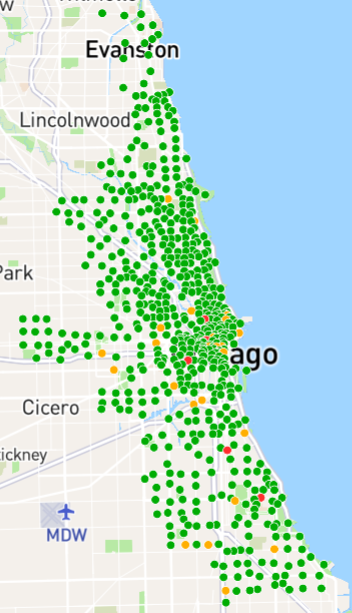 Evanston
Lincolnwood
Park
ago
Cicero
ickney
MDW